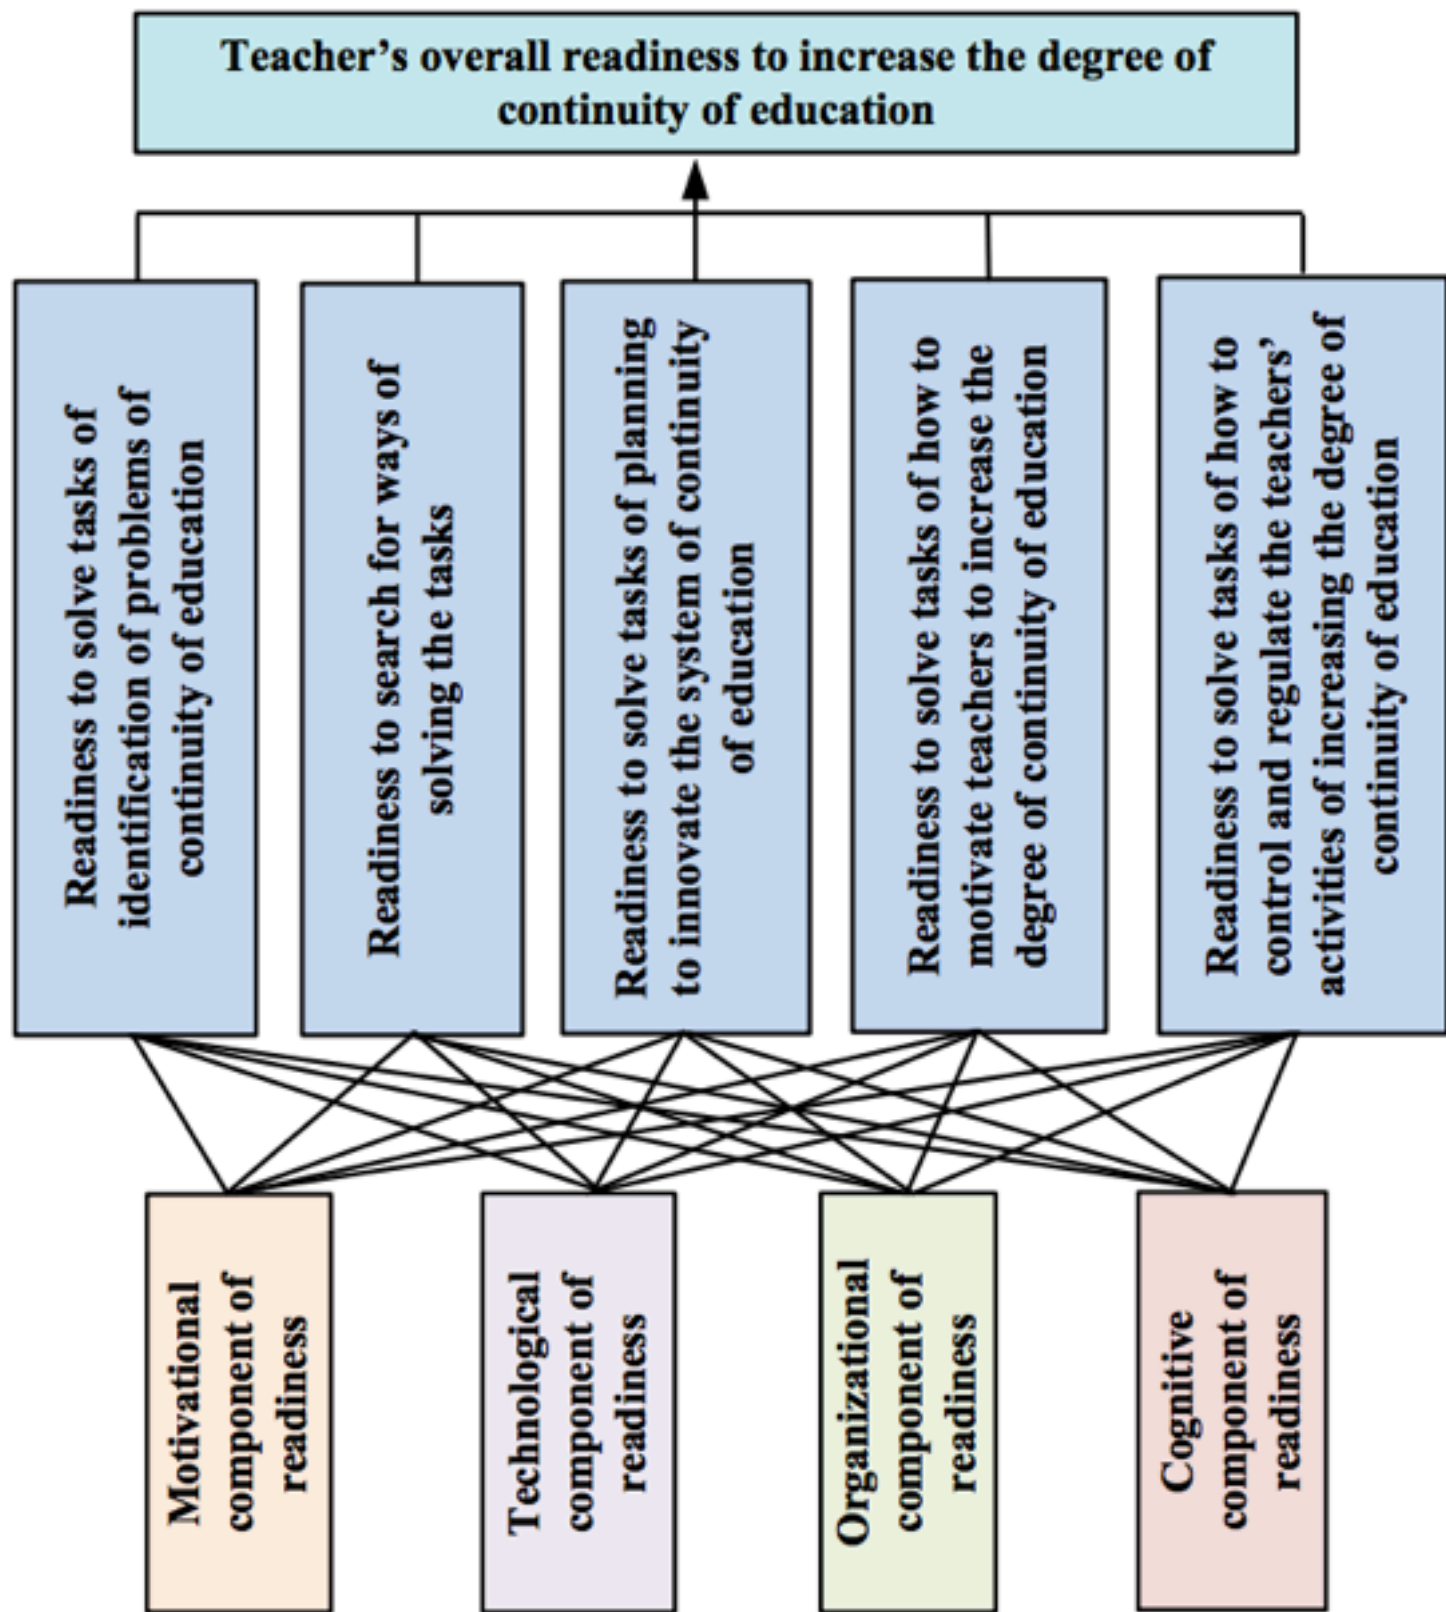 Teacher’s overall readiness to increase the degree of
continuity of education
Readiness to solve tasks of
identification of problems of
continuity of education
Readiness to search for ways of
solving the tasks
Readiness to solve tasks of planning
to innovate the system of continuity
of education
Readiness to solve tasks of how to
motivate teachers to increase the
degree of continuity of education
Readiness to solve tasks of how to
control and regulate the teachers’
activities of increasing the degree of
continuity of education
Motivational
component of
readiness
Technological
component of
readiness
Organizational
component of
readiness
Cognitive
component of
readiness